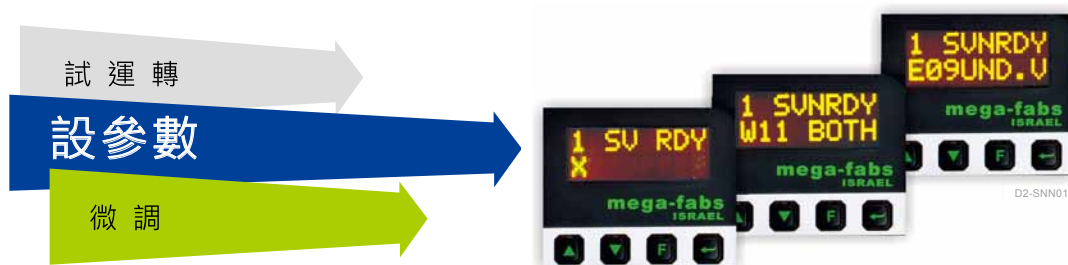 試運轉
設參數
微調
1 SV RDY
X
mega-fabs
ISRAEL
F
1 SVNRDY
W11 BOTH
mega-fabs
ISRAEL
F
1 SVNRDY
E09UND.V
mega-fabs
ISRAEL
F
D2-SNN01